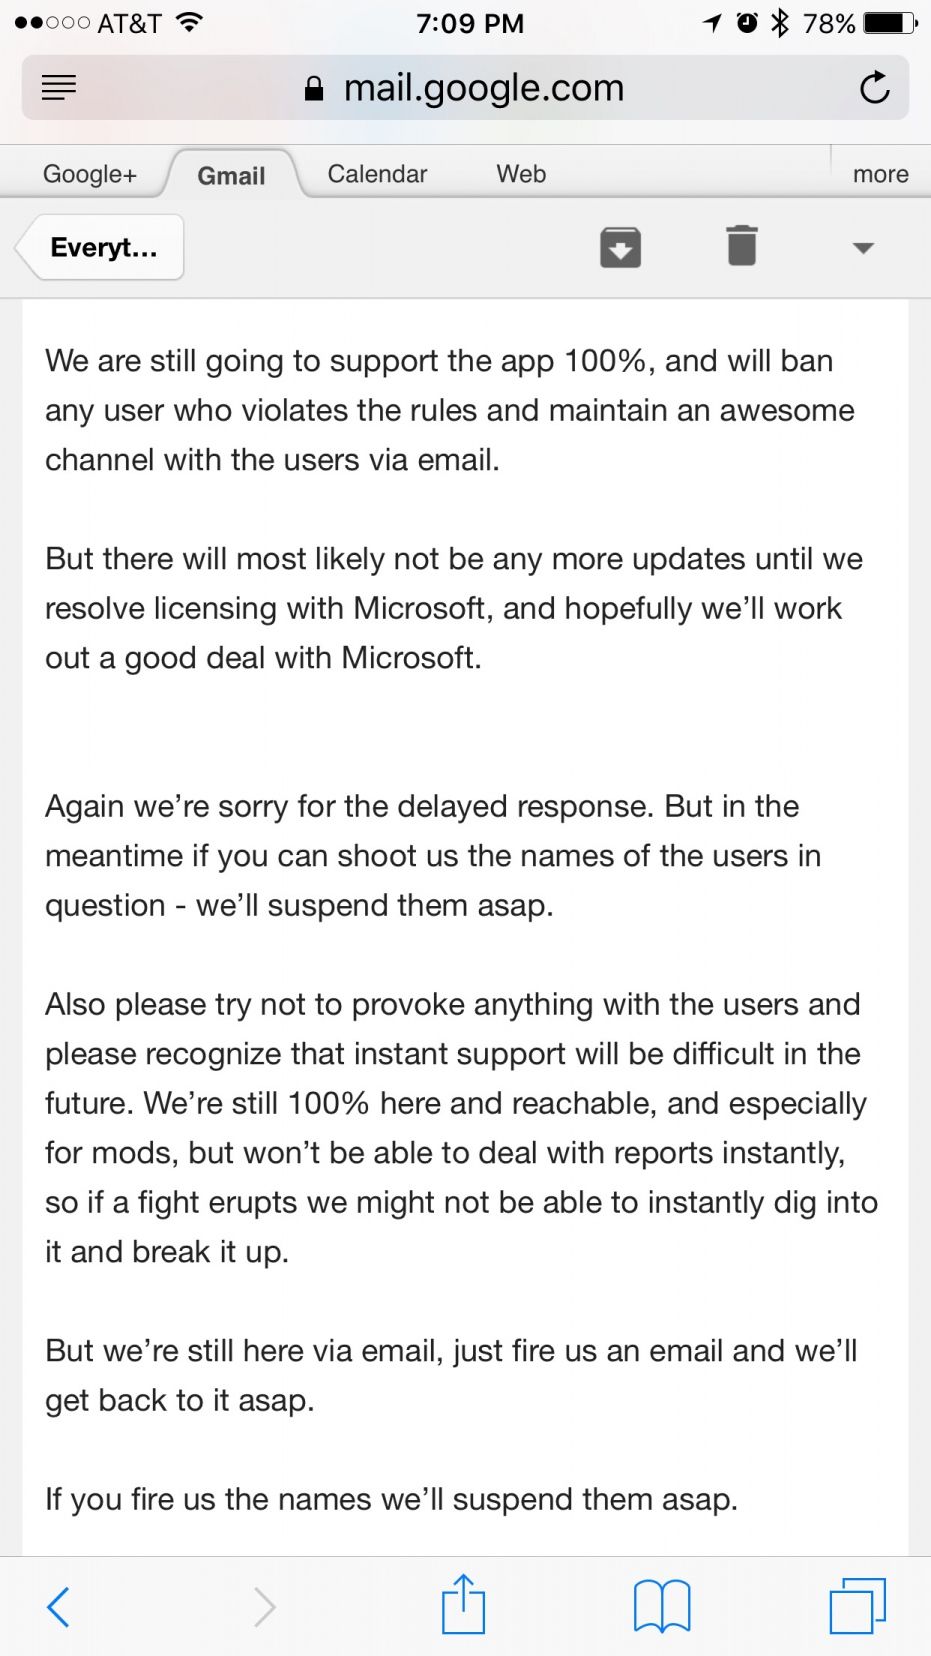 AT&T 7:09 PM 78%
mail.google.com
Google+ Gmail Calendar Web more
Everyt...
We are still going to support the app 100%, and will ban
any user who violates the rules and maintain an awesome
channel with the users via email.
But there will most likely not be any more updates until we
resolve licensing with Microsoft, and hopefully we’ll work
out a good deal with Microsoft.
Again we’re sorry for the delayed response. But in the
meantime if you can shoot us the names of the users in
question - we’ll suspend them asap.
Also please try not to provoke anything with the users and
please recognize that instant support will be difficult in the
future. We’re still 100% here and reachable, and especially
for mods, but won’t be able to deal with reports instantly,
so if a fight erupts we might not be able to instantly dig into
it and break it up.
But we’re still here via email, just fire us an email and we’ll
get back to it asap.
If you fire us the names we’ll suspend them asap.